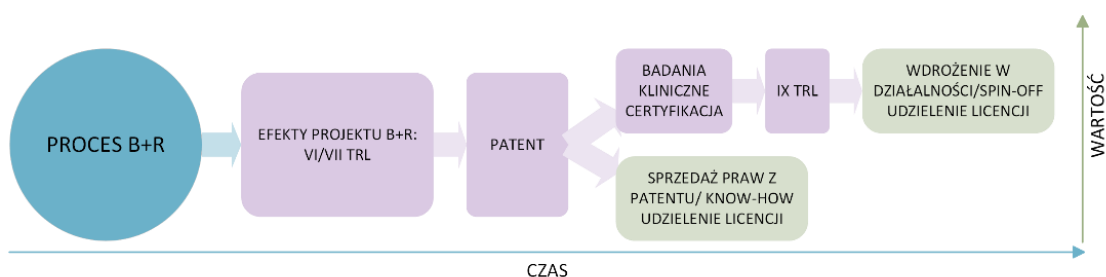 PROCES B+R
EFEKTY PROJEKTU B+R:
VI/VII TRL
PATENT
BADANIA
KLINICZNE
CERTYFIKACJA
IX TRL
WDROŻENIE W
DZIAŁALNOŚCI/SPIN-OFF
UDZIELENIE LICENCJI
SPRZEDAŻ PRAW Z
PATENTU/ KNOW-HOW
UDZIELENIE LICENCJI
WARTOŚĆ
CZAS